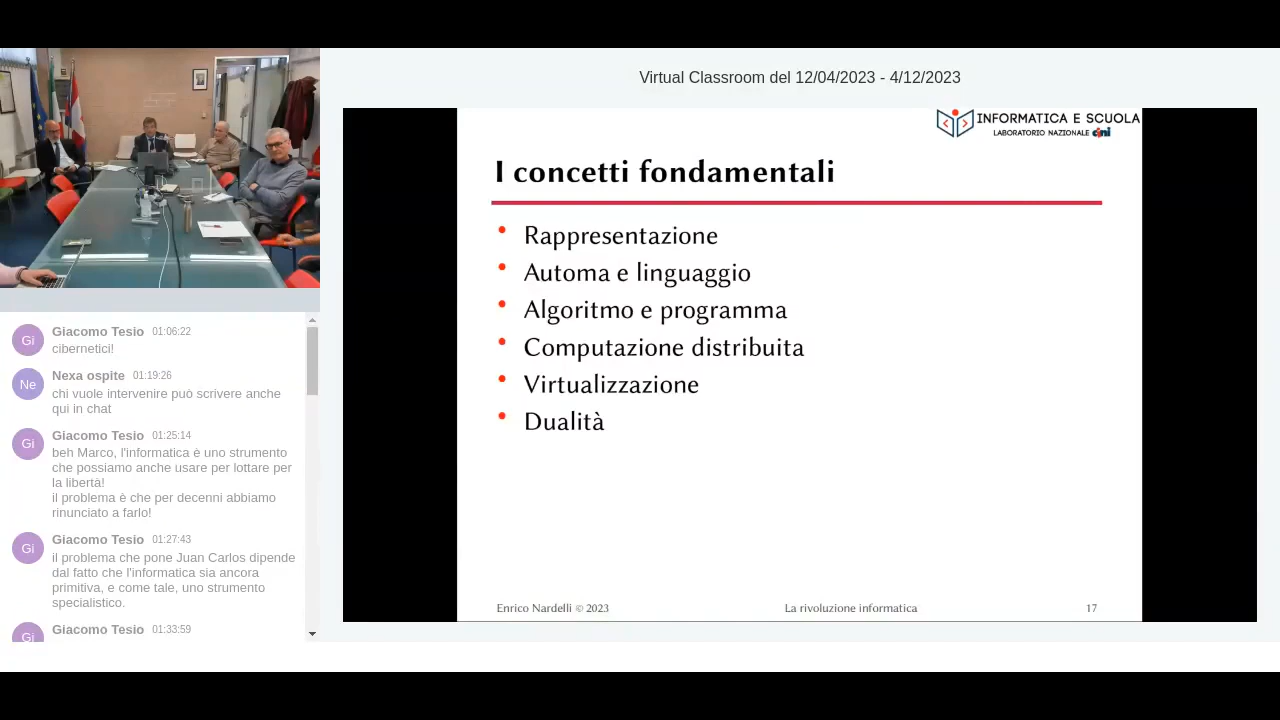 Virtual Classroom del 12/04/2023 - 4/12/2023
INFORMATICA E SCUOLA
LABORATORIO NAZIONALE cini
I concetti fondamentali
Rappresentazione
Automa e linguaggio
Algoritmo e programma
Computazione distribuita
Virtualizzazione
Dualità
Enrico Nardelli © 2023
La rivoluzione informatica
17
Gi
Giacomo Tesio 01:06:22
cibernetici!
Ne
Nexa ospite 01:19:26
chi vuole intervenire può scrivere anche
qui in chat
Gi
Giacomo Tesio 01:25:14
beh Marco, l'informatica è uno strumento
che possiamo anche usare per lottare per
la libertà!
il problema è che per decenni abbiamo
rinunciato a farlo!
Gi
Giacomo Tesio 01:27:43
il problema che pone Juan Carlos dipende
dal fatto che l'informatica sia ancora
primitiva, e come tale, uno strumento
specialistico.
Gi
Giacomo Tesio 01:33:59